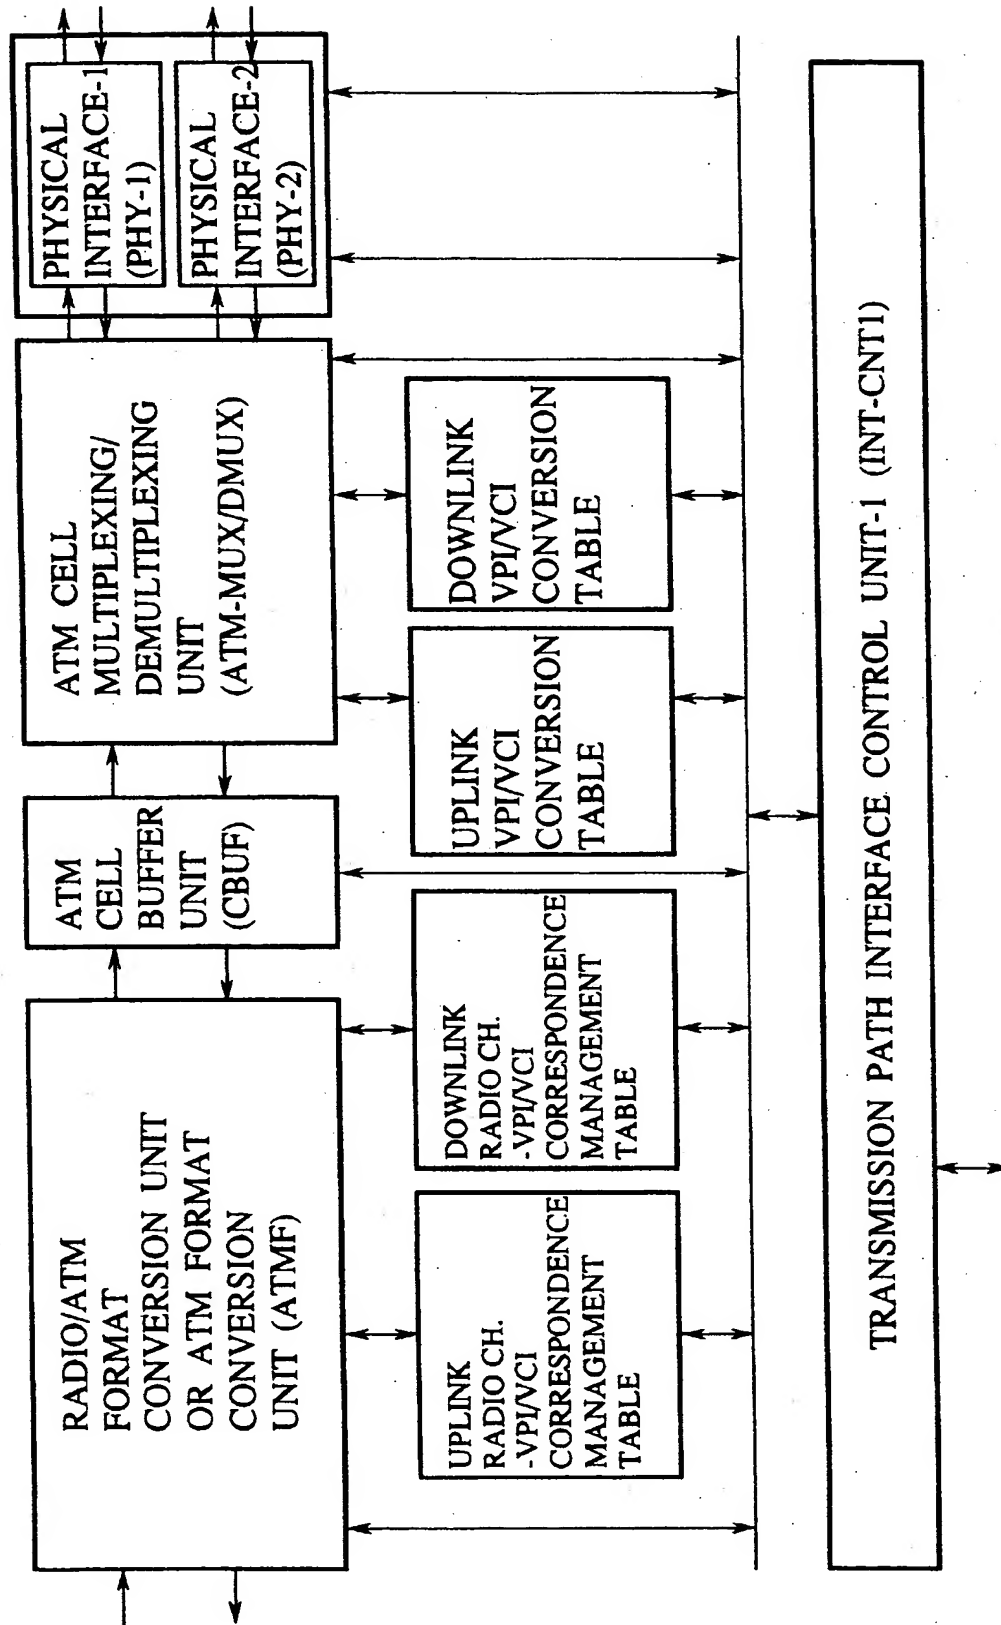 RADIO/ATM
FORMAT
CONVERSION UNIT
OR ATM FORMAT
CONVERSION
UNIT (ATMF)
ATM
CELL
BUFFER
UNIT
(CBUF)
ATM CELL
MULTIPLEXING/
DEMULTIPLEXING
UNIT
(ATM-MUX/DMUX)
PHYSICAL
INTERFACE-1
(PHY-1)
PHYSICAL
INTERFACE-2
(PHY-2)
UPLINK
RADIO CH.
-VPI/VCI
CORRESPONDENCE
MANAGEMENT
TABLE
DOWNLINK
RADIO CH.
-VPI/VCI
CORRESPONDENCE
MANAGEMENT
TABLE
UPLINK
VPI/VCI
CONVERSION
TABLE
DOWNLINK
VPI/VCI
CONVERSION
TABLE
TRANSMISSION PATH INTERFACE CONTROL UNIT-1 (INT-CNT1)